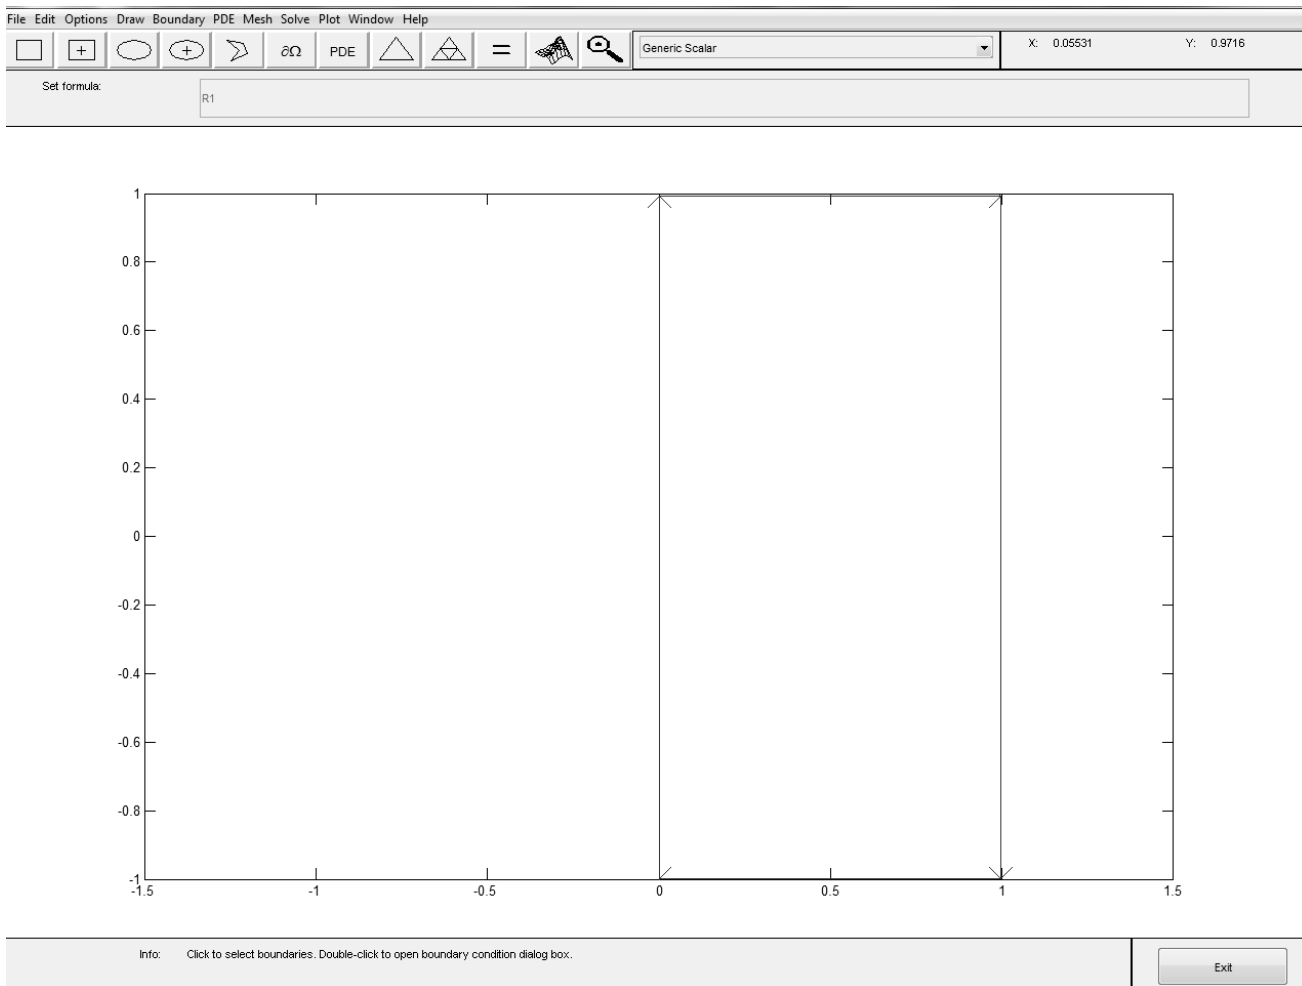 File Edit Options Draw Boundary PDE Mesh Solve Plot Window Help
∂Ω PDE = Generic Scalar X: 0.05531 Y: 0.9716
Set formula: R1
1
0.8
0.6
0.4
0.2
0
-0.2
-0.4
-0.6
-0.8
-1
-1.5 -1 -0.5 0 0.5 1 1.5
Info: Click to select boundaries. Double-click to open boundary condition dialog box.
Exit